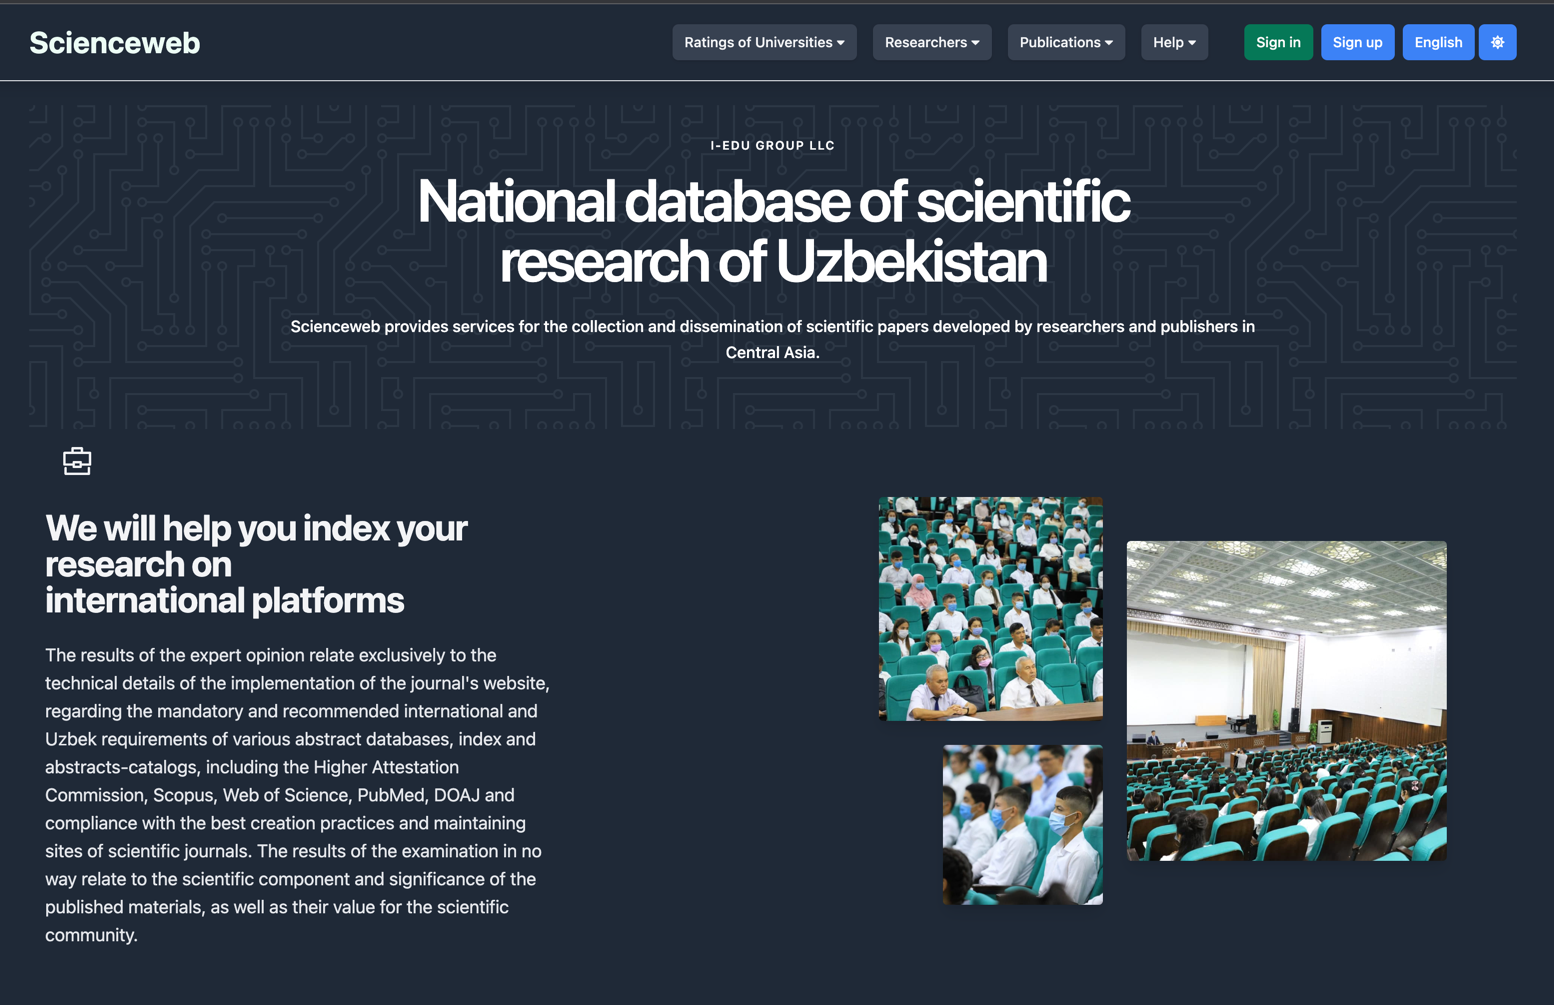 Scienceweb
Ratings of Universities
Researchers
Publications
Help
Sign in
Sign up
English
I-EDU GROUP LLC
National database of scientific
research of Uzbekistan
Scienceweb provides services for the collection and dissemination of scientific papers developed by researchers and publishers in
Central Asia.
We will help you index your
research on
international platforms
The results of the expert opinion relate exclusively to the
technical details of the implementation of the journal's website,
regarding the mandatory and recommended international and
Uzbek requirements of various abstract databases, index and
abstracts-catalogs, including the Higher Attestation
Commission, Scopus, Web of Science, PubMed, DOAJ and
compliance with the best creation practices and maintaining
sites of scientific journals. The results of the examination in no
way relate to the scientific component and significance of the
published materials, as well as their value for the scientific
community.